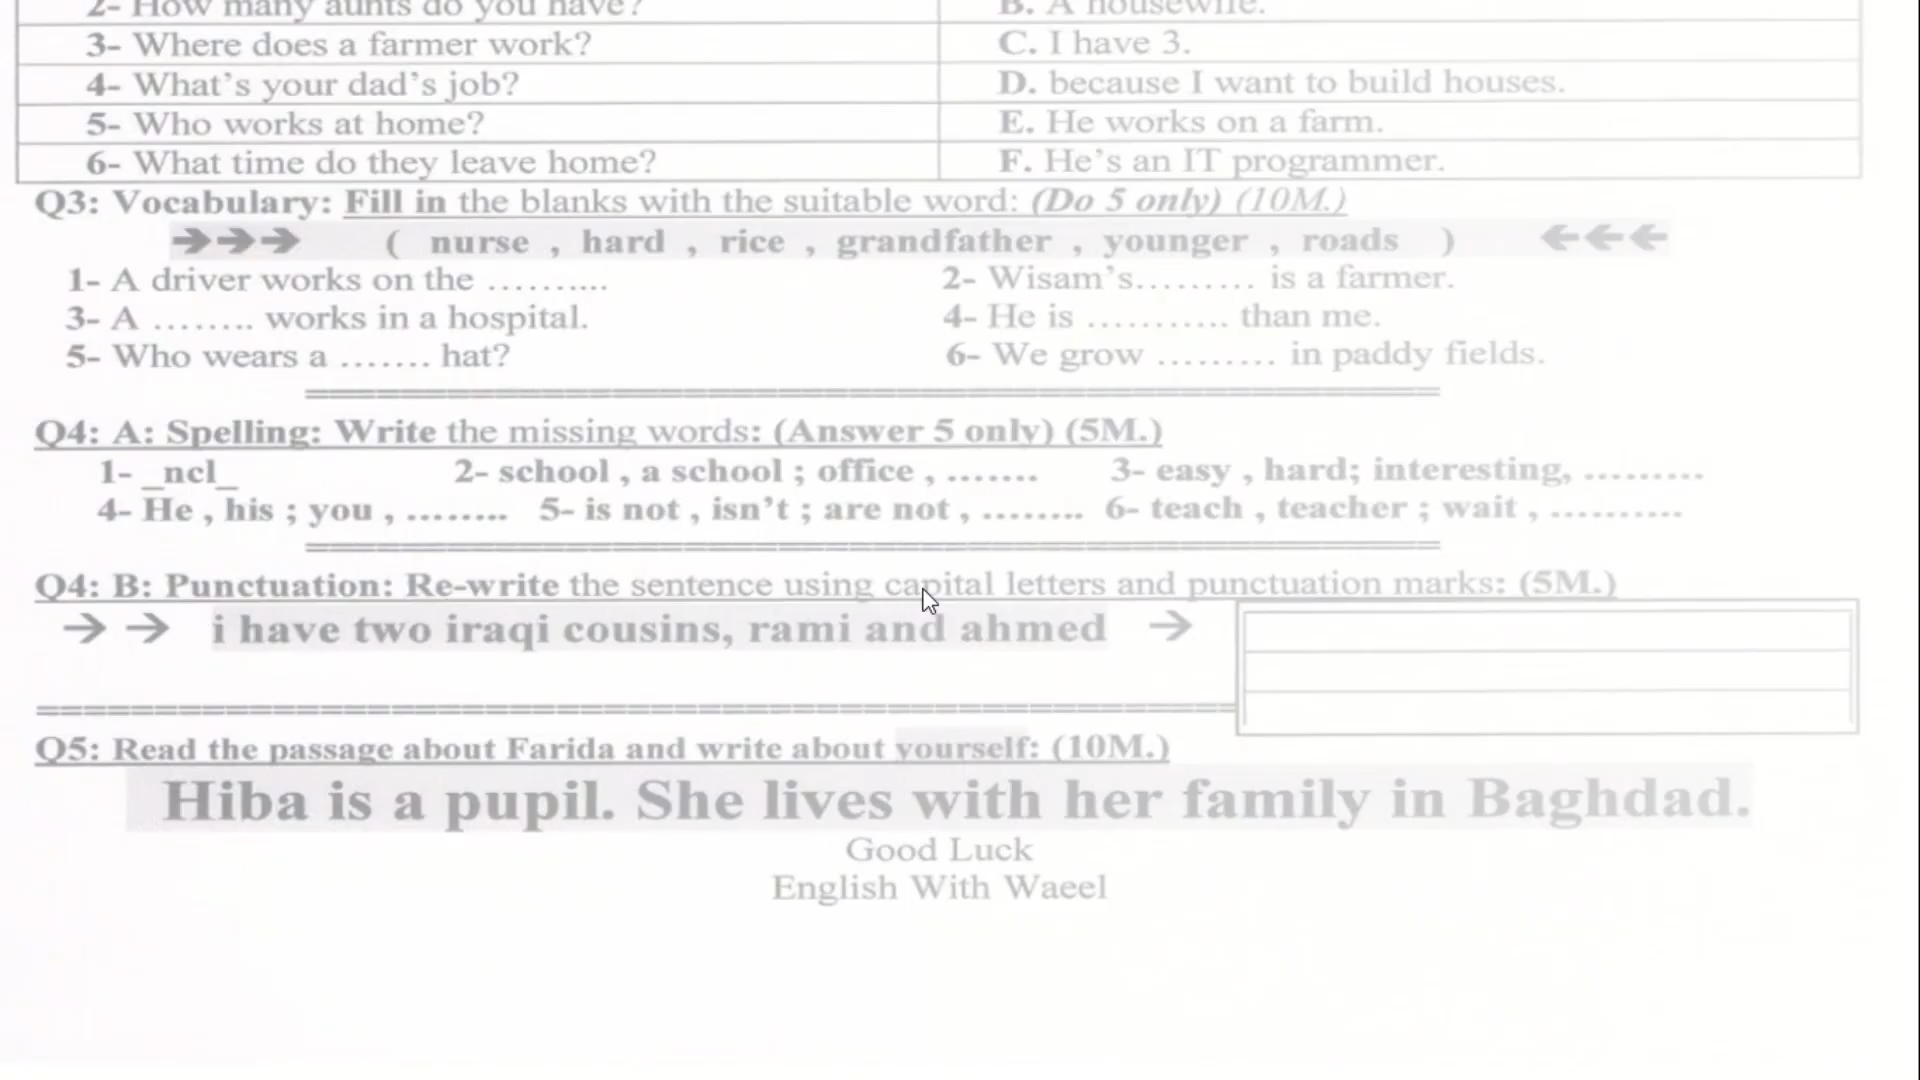 2- How many aunts do you have? B. A housewife.
3- Where does a farmer work? C. I have 3.
4- What's your dad's job? D. because I want to build houses.
5- Who works at home? E. He works on a farm.
6- What time do they leave home? F. He's an IT programmer.
Q3: Vocabulary: Fill in the blanks with the suitable word: (Do 5 only) (10M.)
➔➔➔ ( nurse , hard , rice , grandfather , younger , roads ) 🡸🡸🡸
1- A driver works on the .......... 2- Wisam's......... is a farmer.
3- A ........ works in a hospital. 4- He is ........... than me.
5- Who wears a ....... hat? 6- We grow ......... in paddy fields.
Q4: A: Spelling: Write the missing words: (Answer 5 only) (5M.)
1- _ncl_ 2- school , a school ; office , ....... 3- easy , hard; interesting, .........
4- He , his ; you , ........ 5- is not , isn't ; are not , ........ 6- teach , teacher ; wait , ..........
Q4: B: Punctuation: Re-write the sentence using capital letters and punctuation marks: (5M.)
→ → i have two iraqi cousins, rami and ahmed →
Q5: Read the passage about Farida and write about yourself: (10M.)
Hiba is a pupil. She lives with her family in Baghdad.
Good Luck
English With Waeel